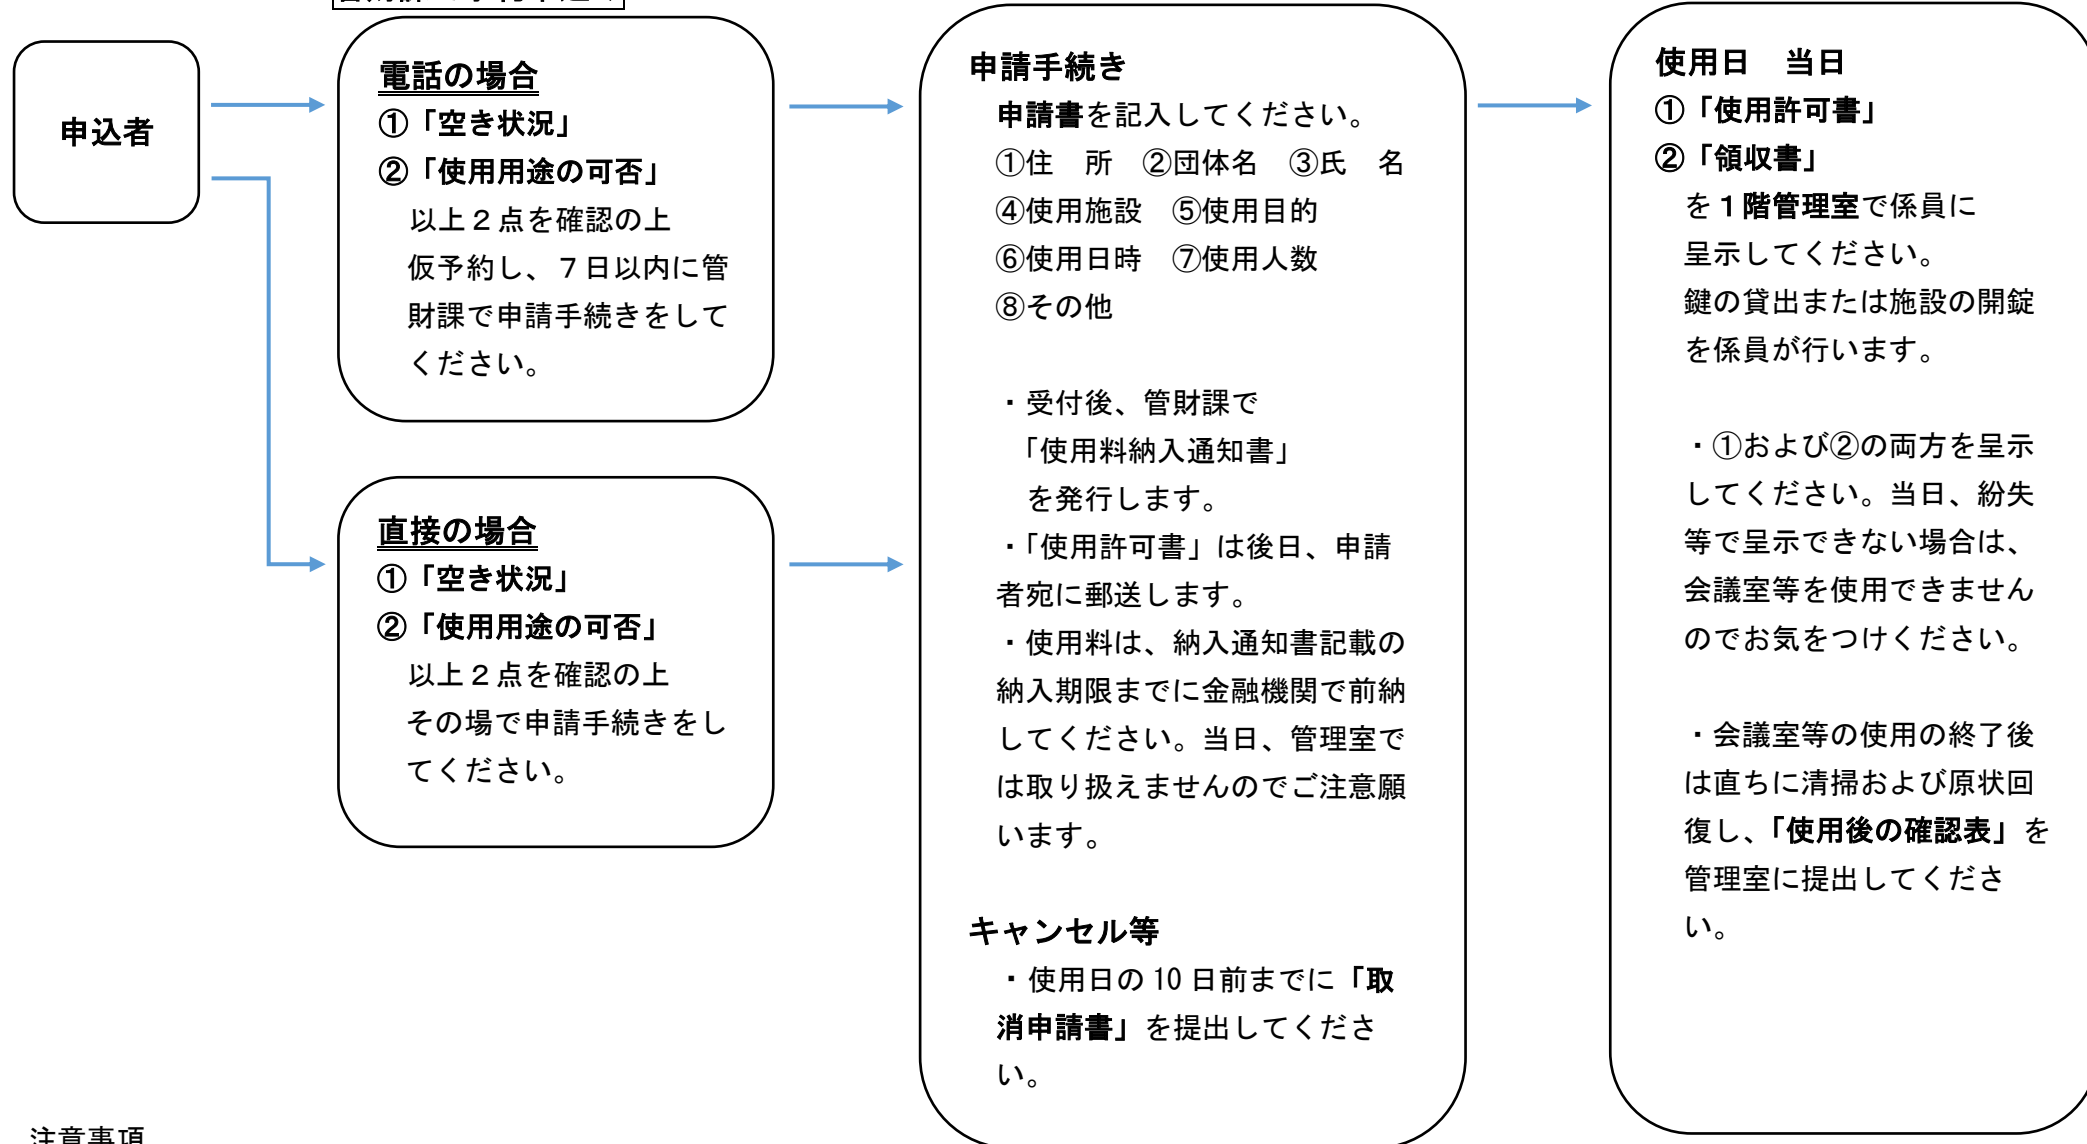 申込者
電話の場合
①「空き状況」
②「使用用途の可否」
以上２点を確認の上
仮予約し、７日以内に管
財課で申請手続きをして
ください。
直接の場合
①「空き状況」
②「使用用途の可否」
以上２点を確認の上
その場で申請手続きをし
てください。
申請手続き
申請書を記入してください。
①住　所　②団体名　③氏　名
④使用施設　⑤使用目的
⑥使用日時　⑦使用人数
⑧その他
・受付後、管財課で
「使用料納入通知書」
を発行します。
・「使用許可書」は後日、申請
者宛に郵送します。
・使用料は、納入通知書記載の
納入期限までに金融機関で前納
してください。当日、管理室で
は取り扱えませんのでご注意願
います。
キャンセル等
・使用日の 10 日前までに「取
消申請書」を提出してくださ
い。
使用日　当日
①「使用許可書」
②「領収書」
を１階管理室で係員に
呈示してください。
鍵の貸出または施設の開錠
を係員が行います。
・①および②の両方を呈示
してください。当日、紛失
等で呈示できない場合は、
会議室等を使用できません
のでお気をつけください。
・会議室等の使用の終了後
は直ちに清掃および原状回
復し、「使用後の確認表」を
管理室に提出してくださ
い。
注意事項